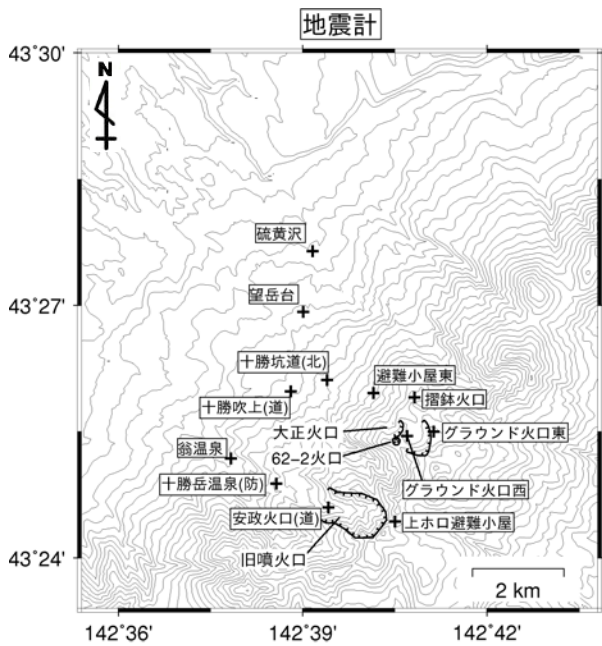 地震計
43°30'
N
硫黄沢
43°27'
望岳台
十勝坑道(北)
避難小屋東
十勝吹上(道)
摺鉢火口
大正火口
グラウンド火口東
翁温泉
62-2火口
十勝岳温泉(防)
グラウンド火口西
安政火口(道)
上ホロ避難小屋
43°24'
旧噴火口
2 km
142°36'
142°39'
142°42'